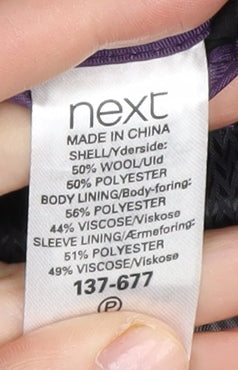 next
MADE IN CHINA
SHELL/Yderside:
50% WOOL/Uld
50% POLYESTER
BODY LINING/Body-foring:
56% POLYESTER
44% VISCOSE/Viskose
SLEEVE LINING/Ærmeforing:
51% POLYESTER
49% VISCOSE/Viskose
137-677
P